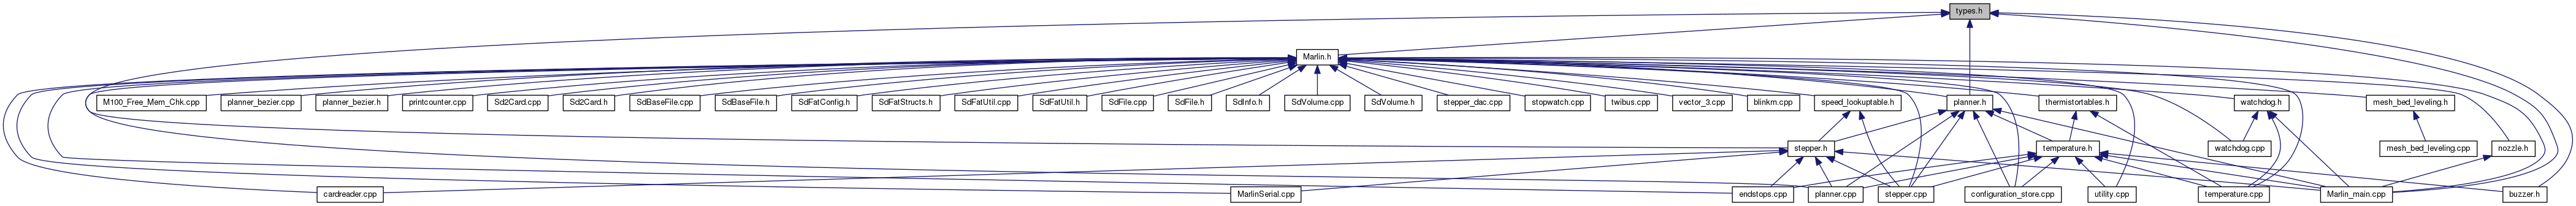 types.h
Marlin.h
M100_Free_Mem_Chk.cpp
planner_bezier.cpp
planner_bezier.h
printcounter.cpp
Sd2Card.cpp
Sd2Card.h
SdBaseFile.cpp
SdBaseFile.h
SdFatConfig.h
SdFatStructs.h
SdFatUtil.cpp
SdFatUtil.h
SdFile.cpp
SdFile.h
SdInfo.h
SdVolume.cpp
SdVolume.h
stepper_dac.cpp
stopwatch.cpp
twibus.cpp
vector_3.cpp
blinkm.cpp
speed_lookuptable.h
planner.h
thermistortables.h
watchdog.h
mesh_bed_leveling.h
stepper.h
temperature.h
watchdog.cpp
mesh_bed_leveling.cpp
nozzle.h
cardreader.cpp
MarlinSerial.cpp
endstops.cpp
planner.cpp
stepper.cpp
configuration_store.cpp
utility.cpp
temperature.cpp
Marlin_main.cpp
buzzer.h